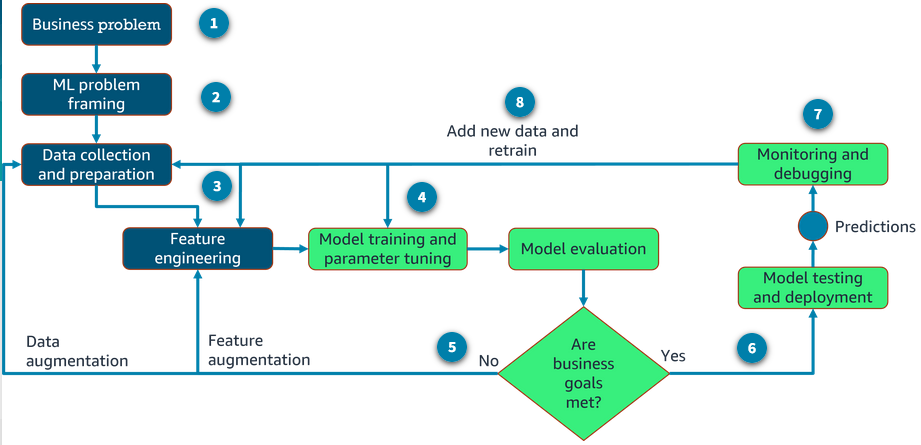 Business problem
1
ML problem
framing
2
8
7
Add new data and
retrain
Data collection
and preparation
Monitoring and
debugging
3
4
Predictions
Feature
engineering
Model training and
parameter tuning
Model evaluation
Model testing
and deployment
Data
augmentation
Feature
augmentation
5
No
Are
business
goals
met?
Yes
6